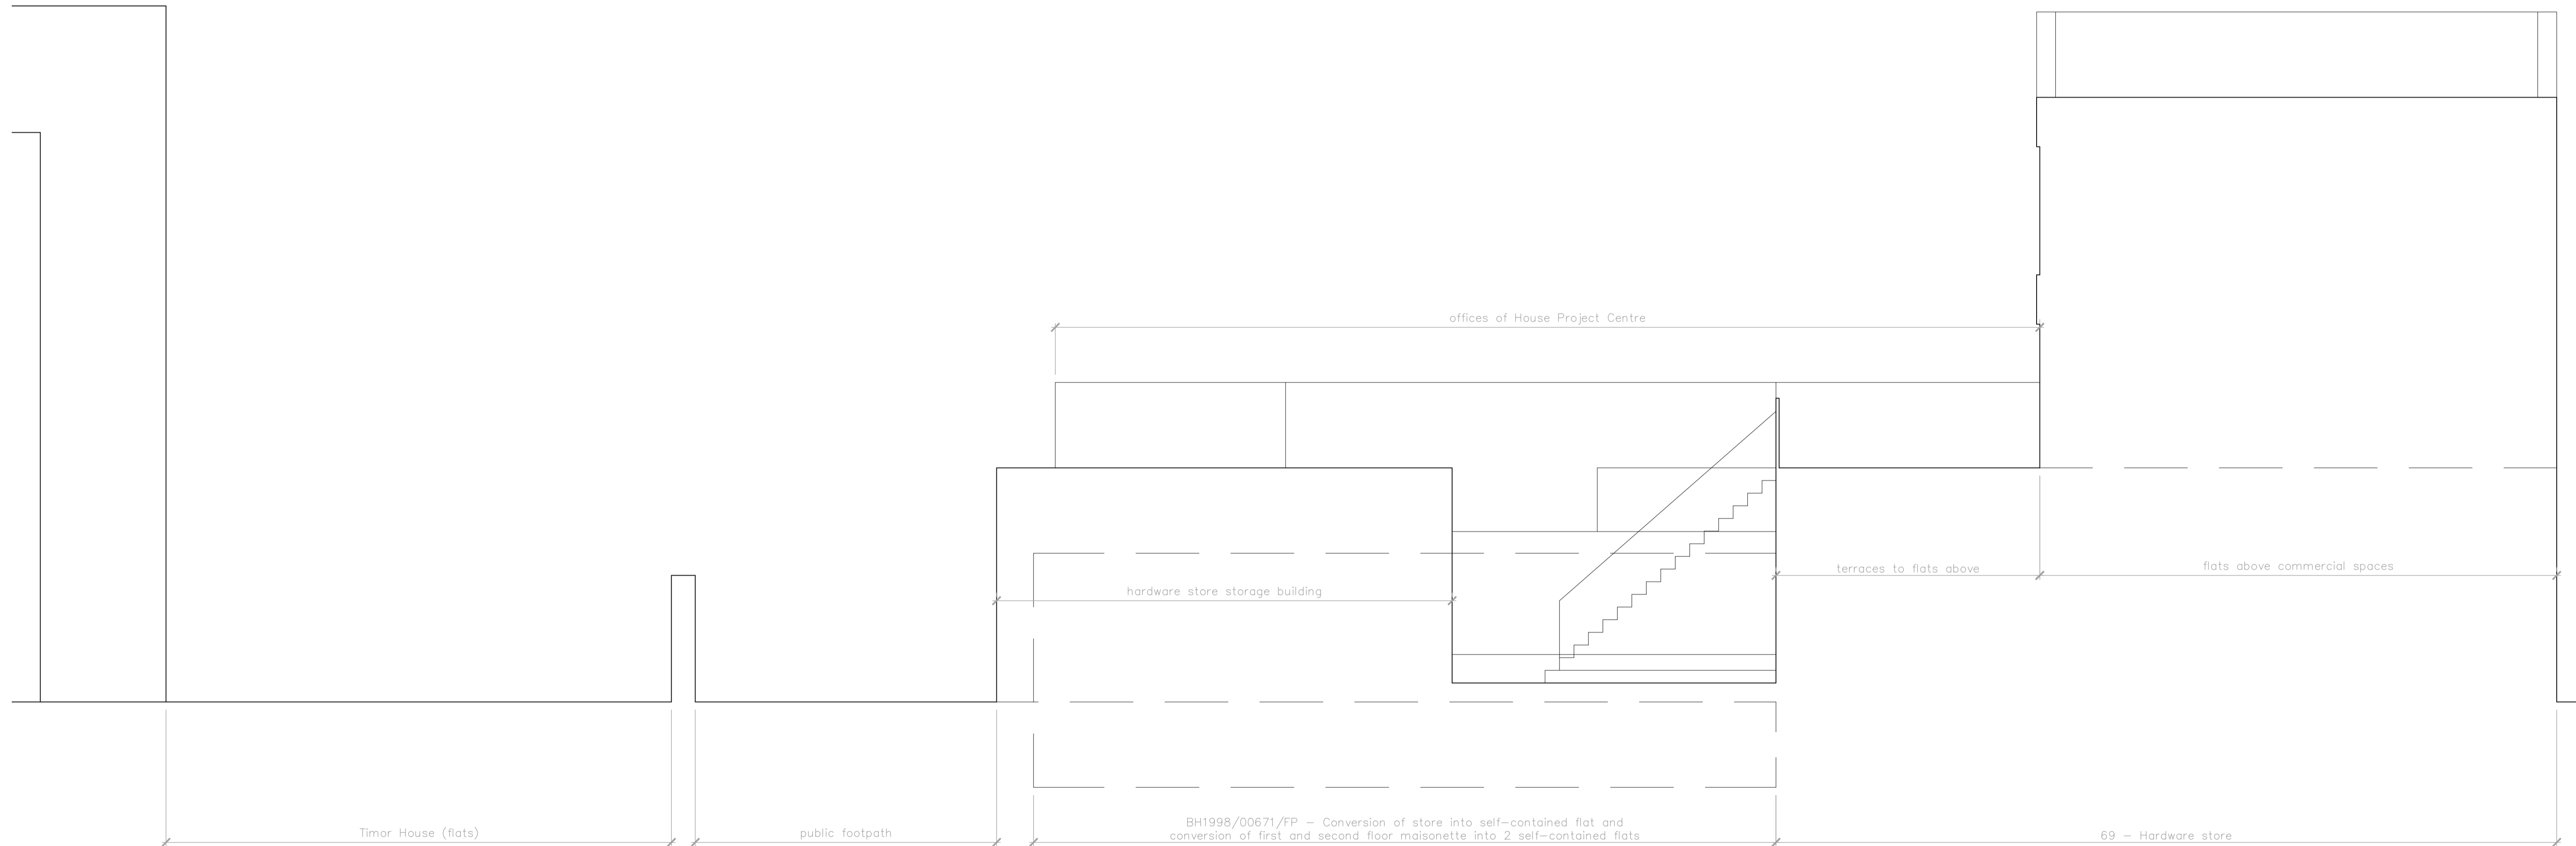 offices of House Project Centre
flats above commercial spaces
terraces to flats above
hardware store storage building
BH1998/00671/FP – Conversion of store into self–contained flat and
conversion of first and second floor maisonette into 2 self–contained flats
Timor House (flats)
public footpath
69 – Hardware store